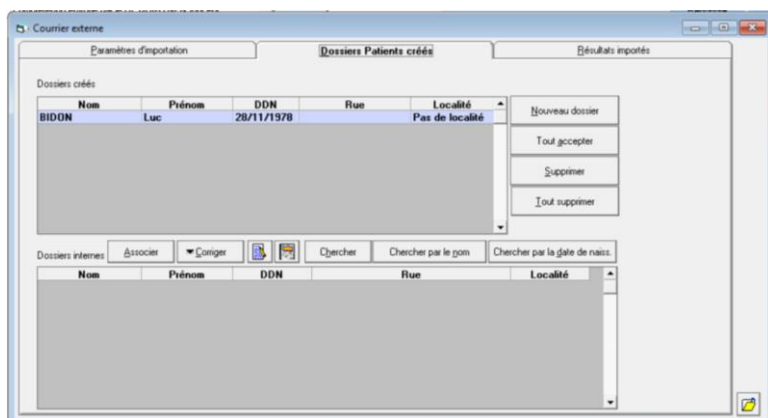 Courrier externe
Paramètres d'importation Dossiers Patients créés Résultats importés
Dossiers créés
Nom Prénom DDN Rue Localité
BIDON Luc 28/11/1978 Pas de localité
Nouveau dossier
Tout accepter
Supprimer
Tout supprimer
Dossiers internes Associer Corriger Chercher Chercher par le nom Chercher par la date de naiss.
Nom Prénom DDN Rue Localité